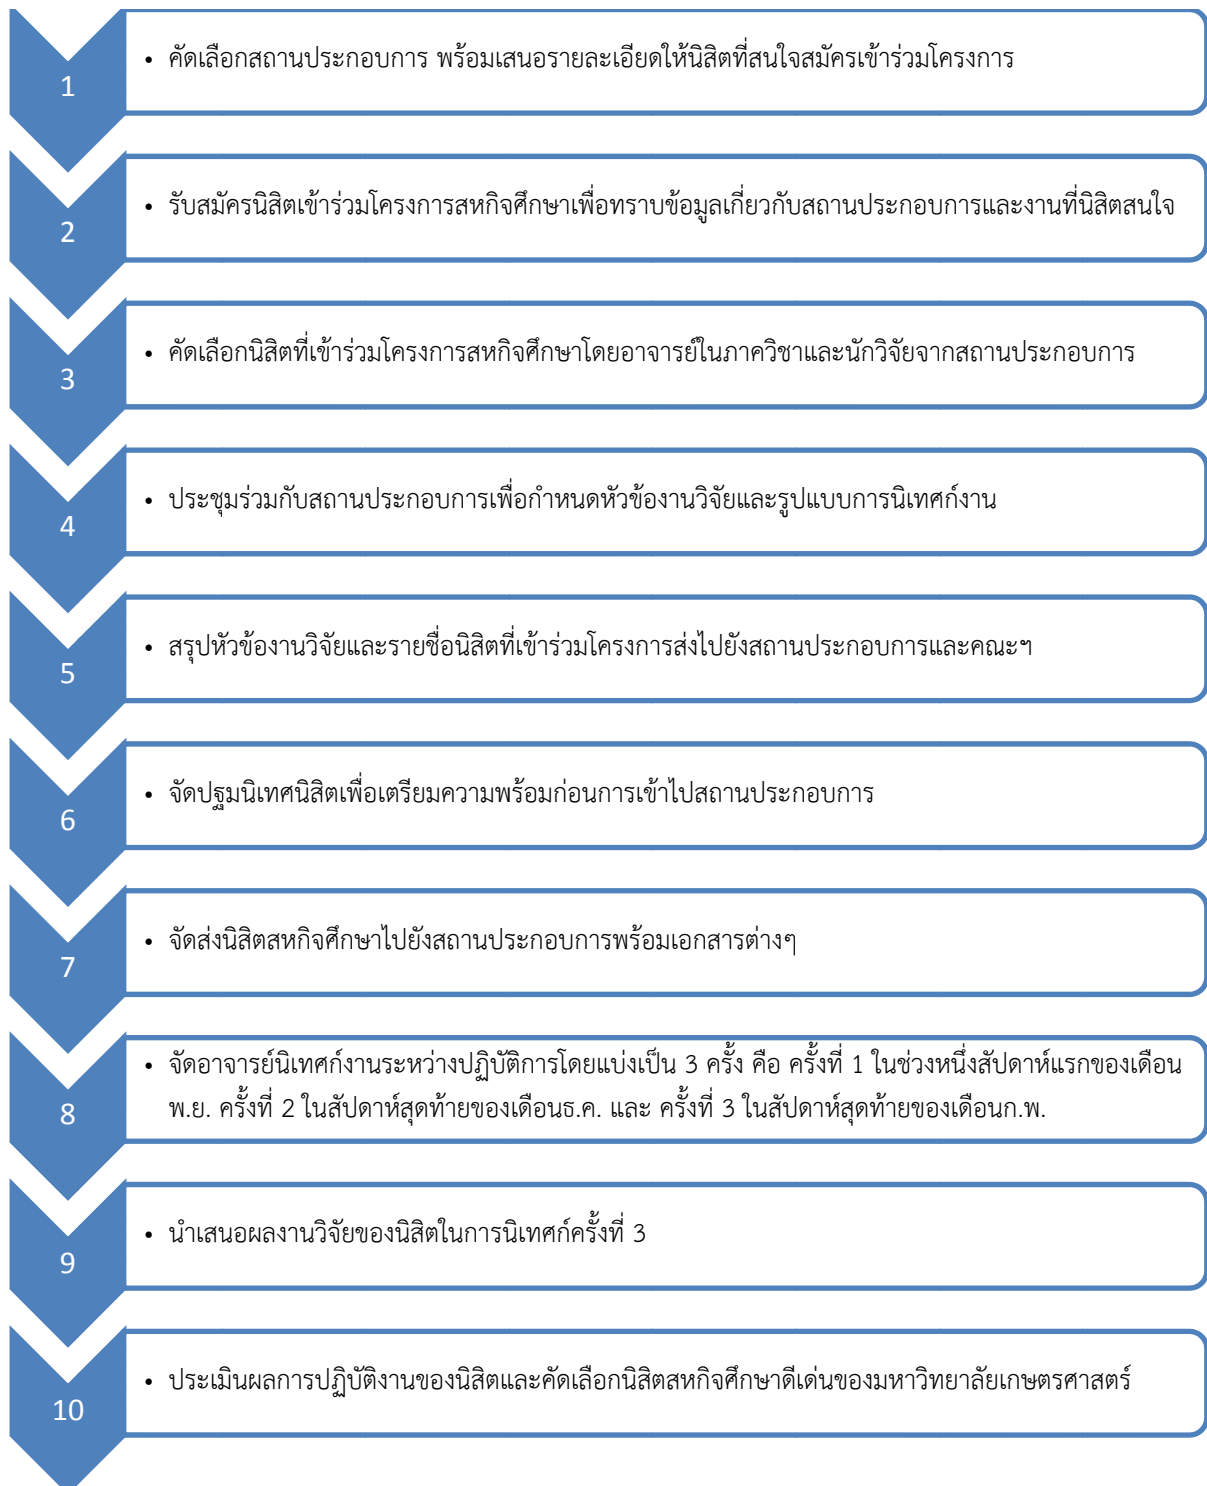 1
• คัดเลือกสถานประกอบการ พร้อมเสนอรายละเอียดให้นิสิตที่สนใจสมัครเข้าร่วมโครงการ
2
• รับสมัครนิสิตเข้าร่วมโครงการสหกิจศึกษาเพื่อทราบข้อมูลเกี่ยวกับสถานประกอบการและงานที่นิสิตสนใจ
3
• คัดเลือกนิสิตที่เข้าร่วมโครงการสหกิจศึกษาโดยอาจารย์ในภาควิชาและนักวิจัยจากสถานประกอบการ
4
• ประชุมร่วมกับสถานประกอบการเพื่อกำหนดหัวข้องานวิจัยและรูปแบบการนิเทศก์งาน
5
• สรุปหัวข้องานวิจัยและรายชื่อนิสิตที่เข้าร่วมโครงการส่งไปยังสถานประกอบการและคณะฯ
6
• จัดปฐมนิเทศนิสิตเพื่อเตรียมความพร้อมก่อนการเข้าไปสถานประกอบการ
7
• จัดส่งนิสิตสหกิจศึกษาไปยังสถานประกอบการพร้อมเอกสารต่างๆ
8
• จัดอาจารย์นิเทศก์งานระหว่างปฏิบัติการโดยแบ่งเป็น 3 ครั้ง คือ ครั้งที่ 1 ในช่วงหนึ่งสัปดาห์แรกของเดือน
พ.ย. ครั้งที่ 2 ในสัปดาห์สุดท้ายของเดือนธ.ค. และ ครั้งที่ 3 ในสัปดาห์สุดท้ายของเดือนก.พ.
9
• นำเสนอผลงานวิจัยของนิสิตในการนิเทศก์ครั้งที่ 3
10
• ประเมินผลการปฏิบัติงานของนิสิตและคัดเลือกนิสิตสหกิจศึกษาดีเด่นของมหาวิทยาลัยเกษตรศาสตร์